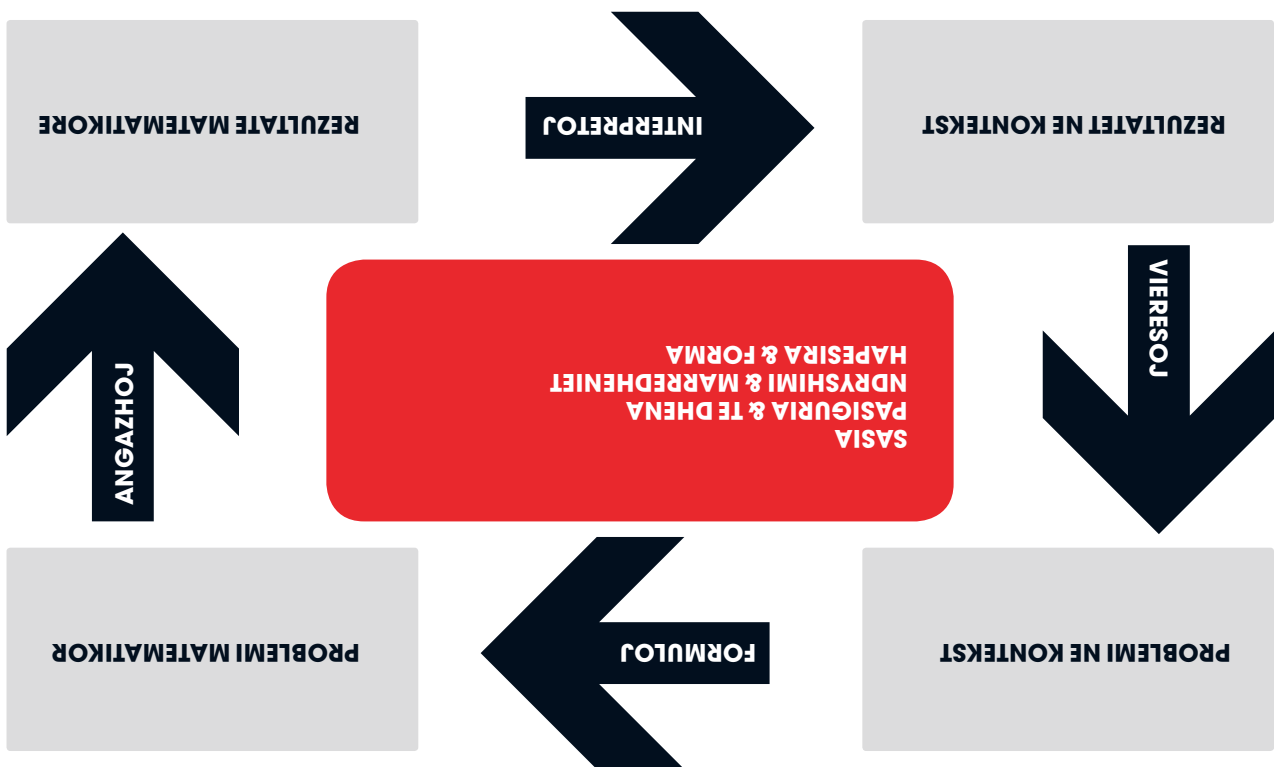 PROBLEMI NE KONTEKST
FORMULOJ
PROBLEMI MATEMATIKOR
VIERESOJ
SASIA
PASIGURIA & TE DHENA
NDRYSHIMI & MARREDHENIET
HAPESIRA & FORMA
ANGAZHOJ
REZULTATET NE KONTEKST
INTERPRETOJ
REZULTATE MATEMATIKORE